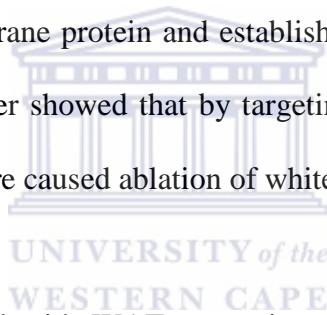 rane protein and establish
er showed that by targetin
re caused ablation of white
UNIVERSITY of the
WESTERN CAPE